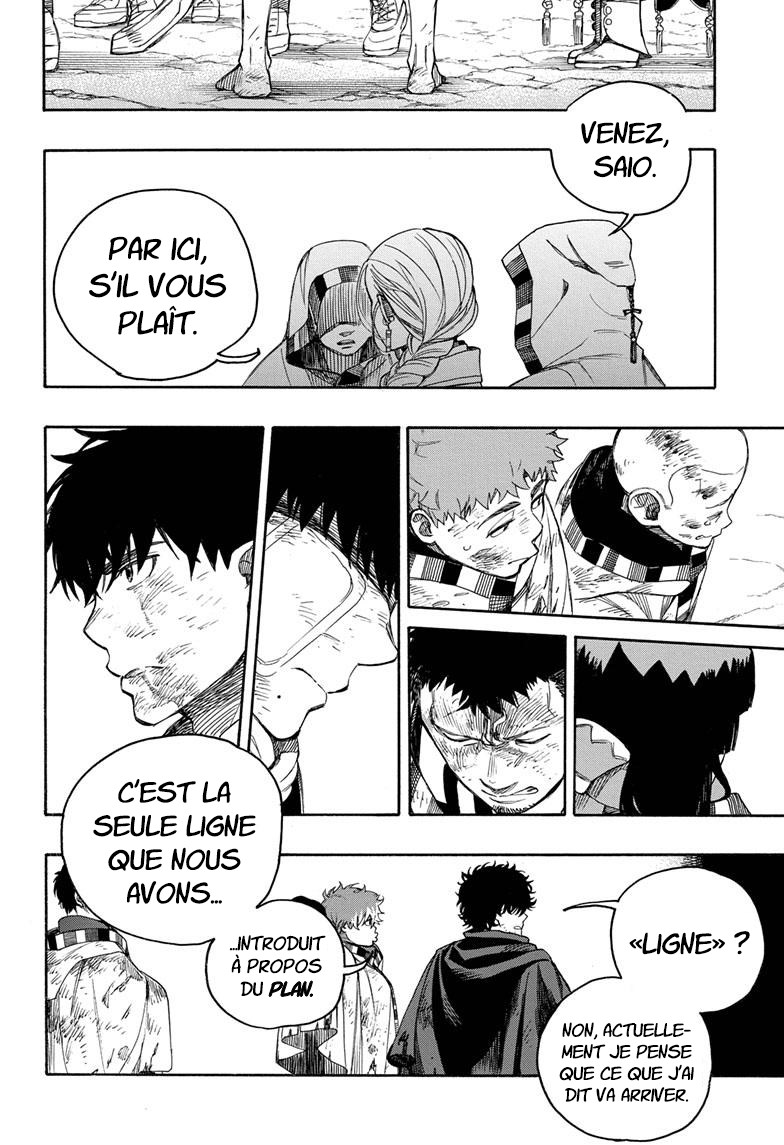 VENEZ,
SAIO.
PAR ICI,
S'IL VOUS
PLAÎT.
C'EST LA
SEULE LIGNE
QUE NOUS
AVONS...
...INTRODUIT
À PROPOS
DU PLAN.
«LIGNE» ?
NON, ACTUELLE-
MENT JE PENSE
QUE CE QUE J'AI
DIT VA ARRIVER.